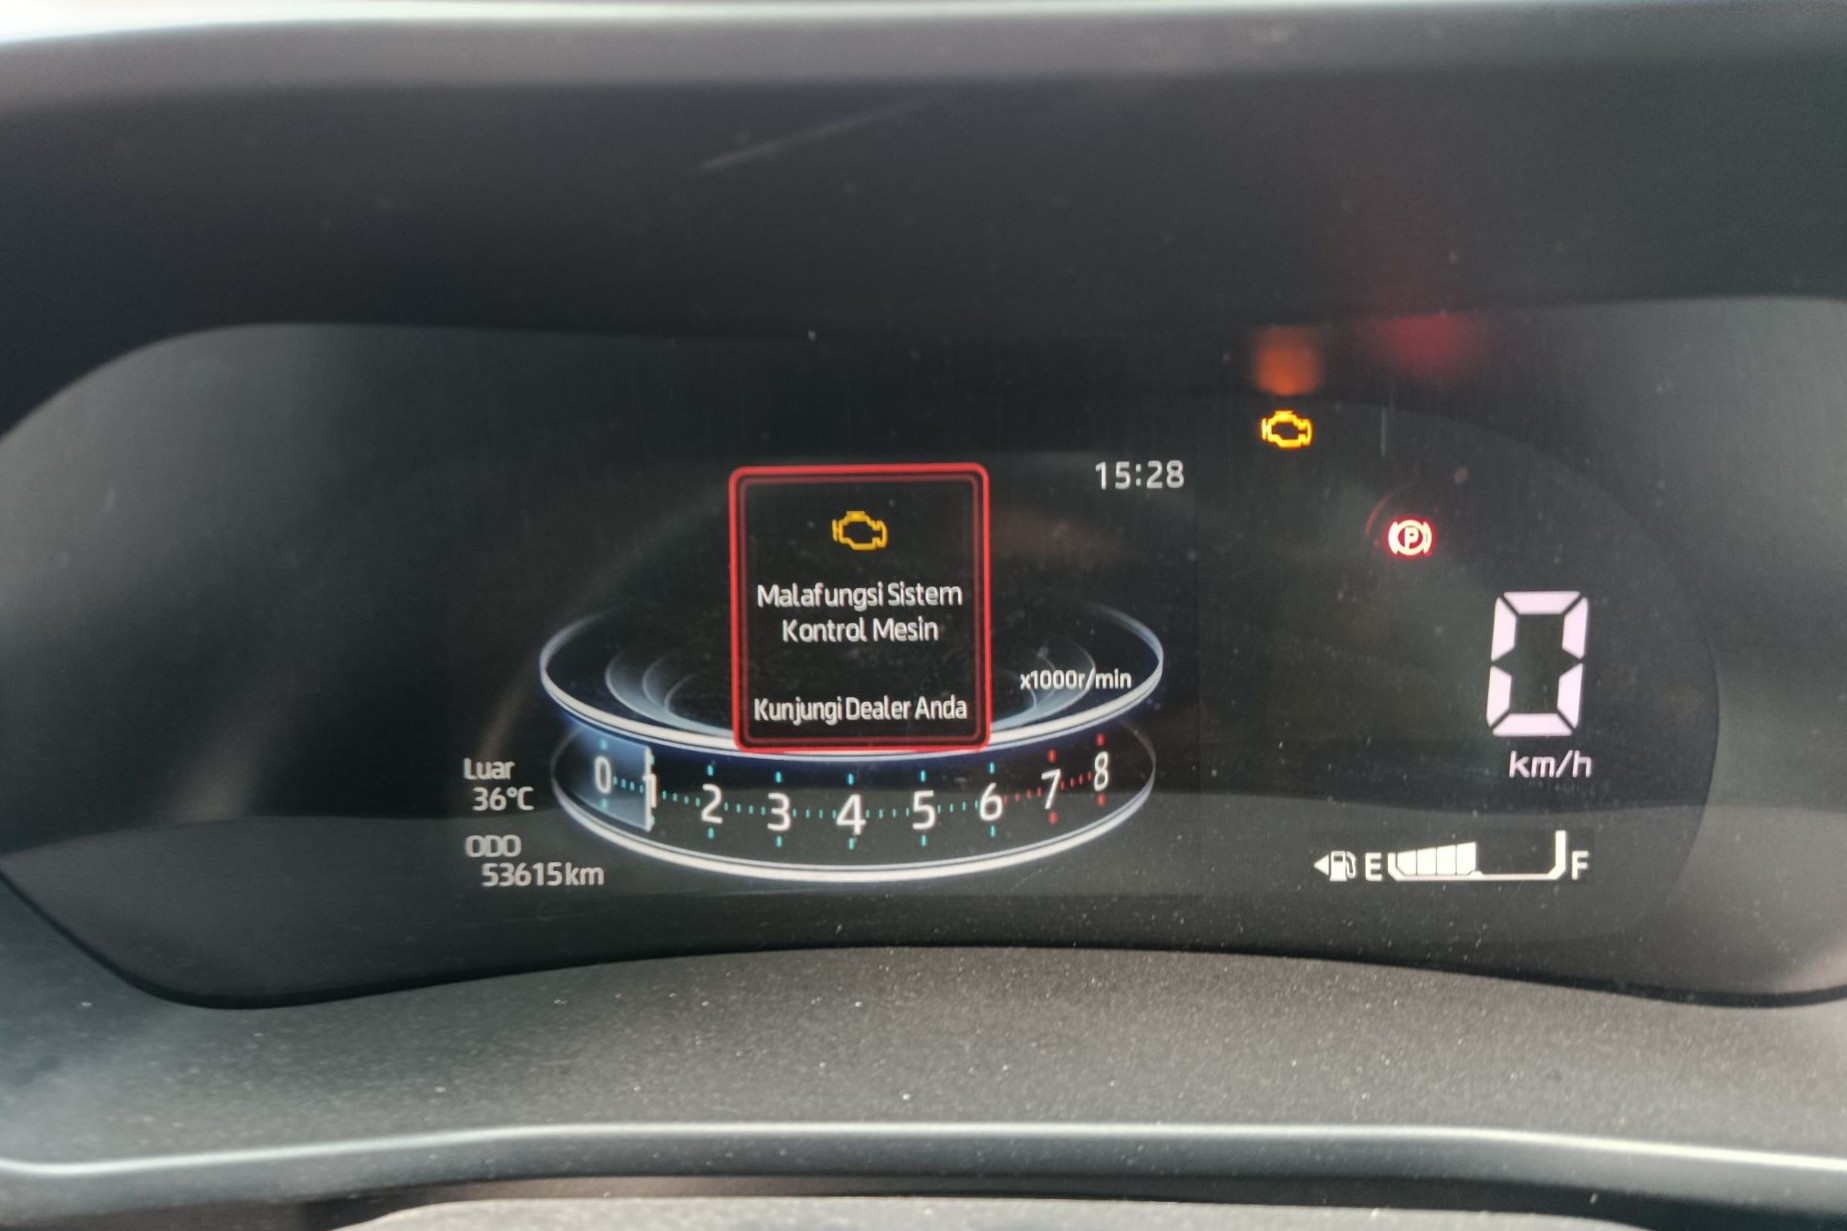 15:28
Malafungsi Sistem
Kontrol Mesin
Kunjungi Dealer Anda
x1000r/min
0 1 2 3 4 5 6 7 8
Luar
36°C
ODO
53615km
P
0
km/h
E F